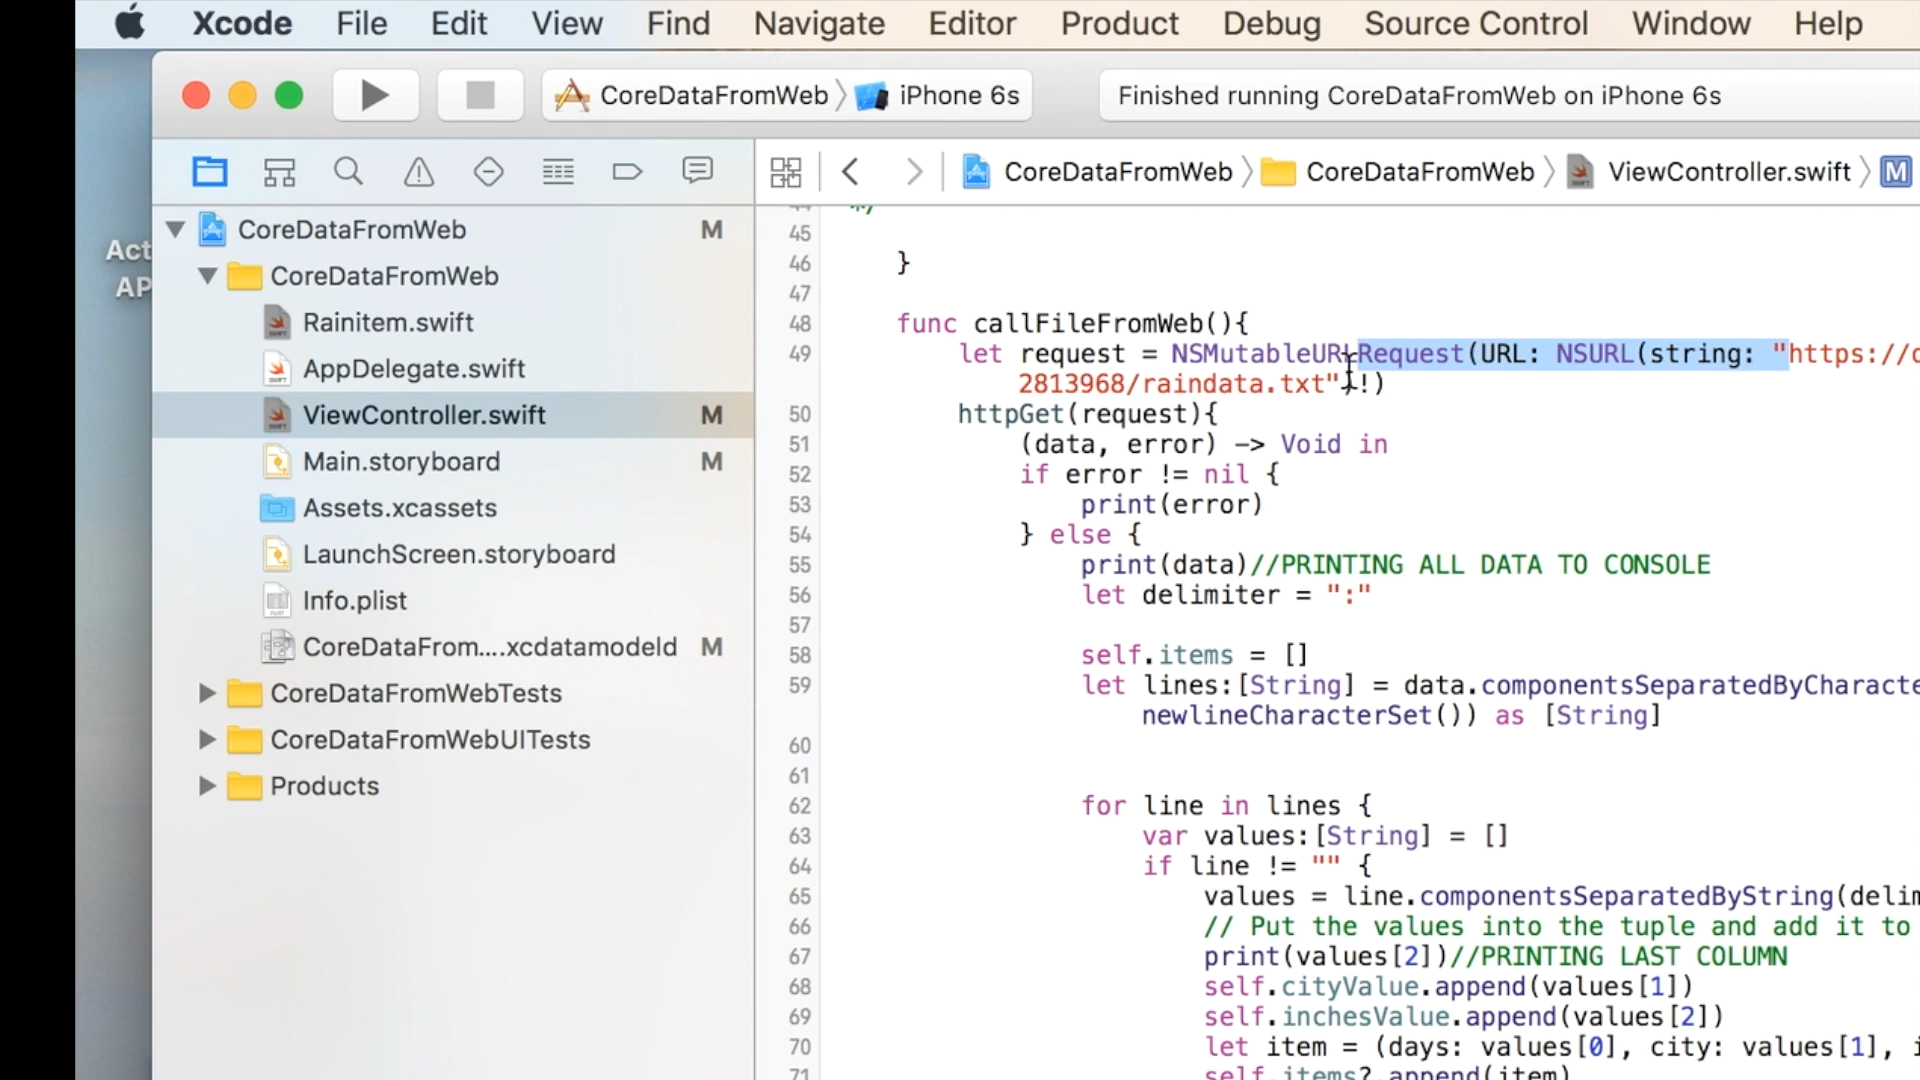 Xcode File Edit View Find Navigate Editor Product Debug Source Control Window Help
CoreDataFromWeb iPhone 6s
Finished running CoreDataFromWeb on iPhone 6s
CoreDataFromWeb CoreDataFromWeb ViewController.swift M
Act
AP
CoreDataFromWeb M
CoreDataFromWeb
Rainitem.swift
AppDelegate.swift
ViewController.swift M
Main.storyboard M
Assets.xcassets
LaunchScreen.storyboard
Info.plist
CoreDataFrom....xcdatamodeld M
CoreDataFromWebTests
CoreDataFromWebUITests
Products
44 */
45
46 }
47
48 func callFileFromWeb(){
49 let request = NSMutableURLRequest(URL: NSURL(string: "https://
2813968/raindata.txt")!)
50 httpGet(request){
51 (data, error) -> Void in
52 if error != nil {
53 print(error)
54 } else {
55 print(data)//PRINTING ALL DATA TO CONSOLE
56 let delimiter = ":"
57
58 self.items = []
59 let lines:[String] = data.componentsSeparatedByCharacte
newlineCharacterSet()) as [String]
60
61
62 for line in lines {
63 var values:[String] = []
64 if line != "" {
65 values = line.componentsSeparatedByString(delim
66 // Put the values into the tuple and add it to
67 print(values[2])//PRINTING LAST COLUMN
68 self.cityValue.append(values[1])
69 self.inchesValue.append(values[2])
70 let item = (days: values[0], city: values[1], i
71 self.items?.append(item)